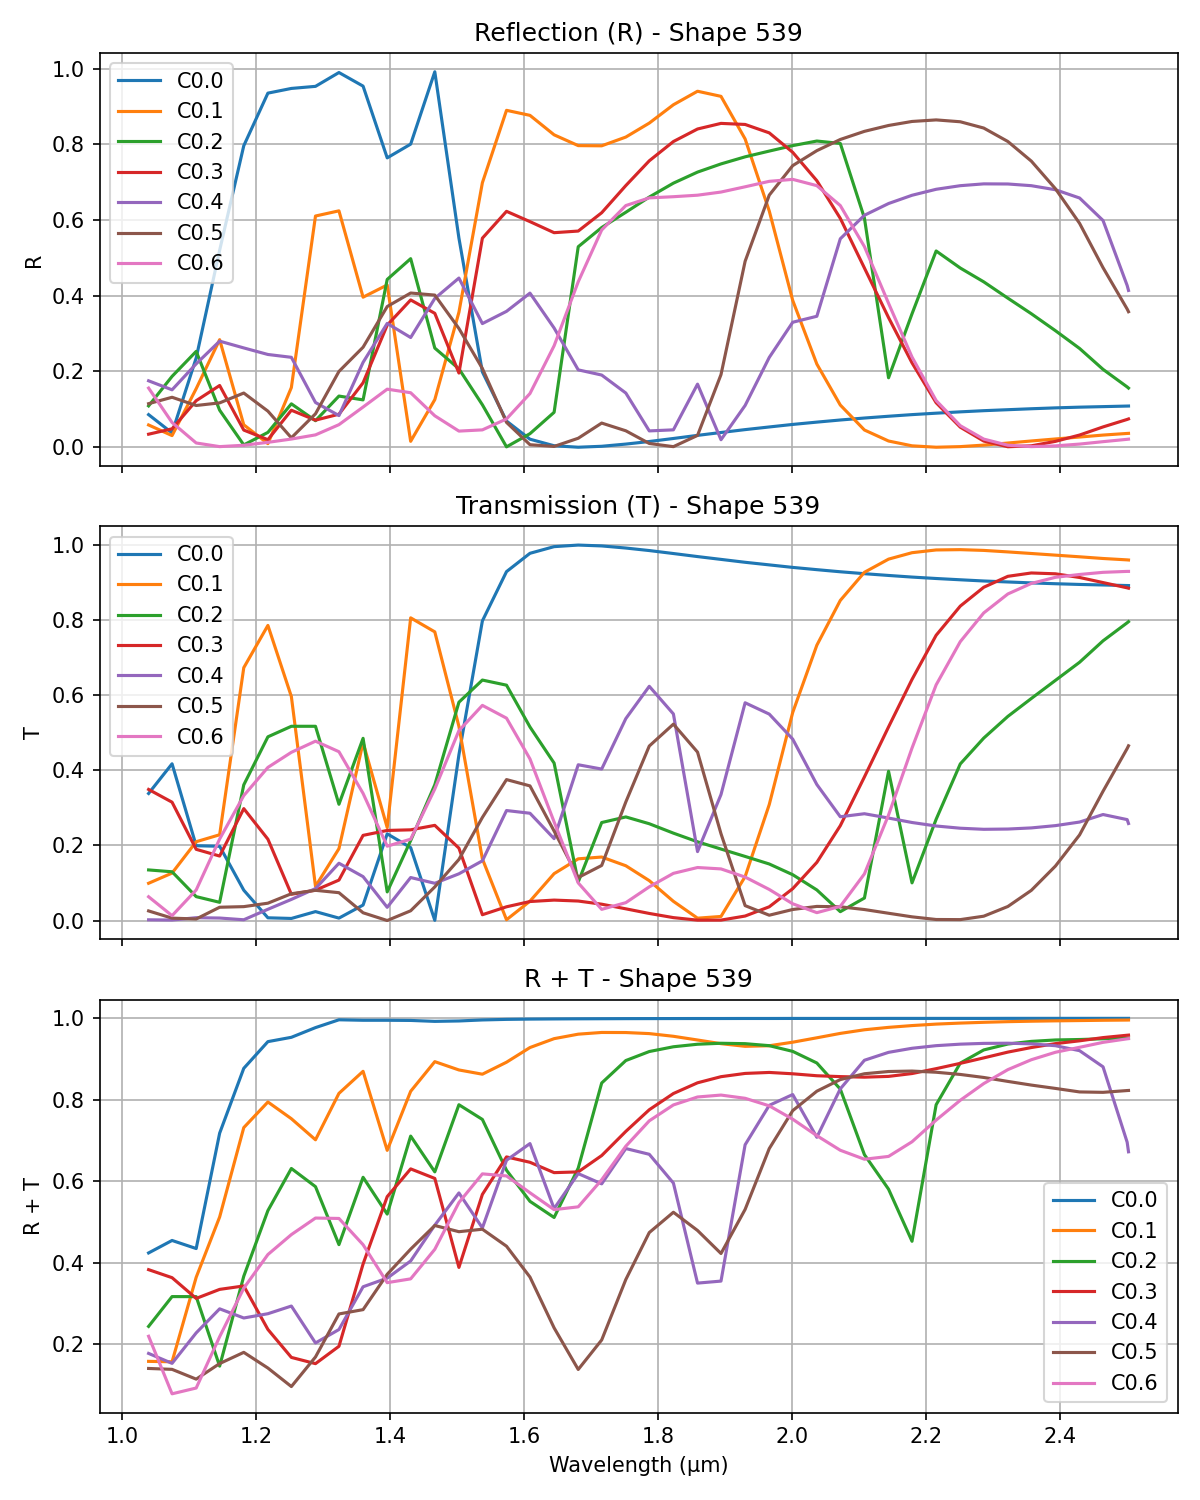 Reflection (R) - Shape 539
1.0
0.8
0.6
0.4
0.2
0.0
R
C0.0
C0.1
C0.2
C0.3
C0.4
C0.5
C0.6
Transmission (T) - Shape 539
1.0
0.8
0.6
0.4
0.2
0.0
T
C0.0
C0.1
C0.2
C0.3
C0.4
C0.5
C0.6
R + T - Shape 539
1.0
0.8
0.6
0.4
0.2
R + T
C0.0
C0.1
C0.2
C0.3
C0.4
C0.5
C0.6
1.0 1.2 1.4 1.6 1.8 2.0 2.2 2.4
Wavelength (μm)